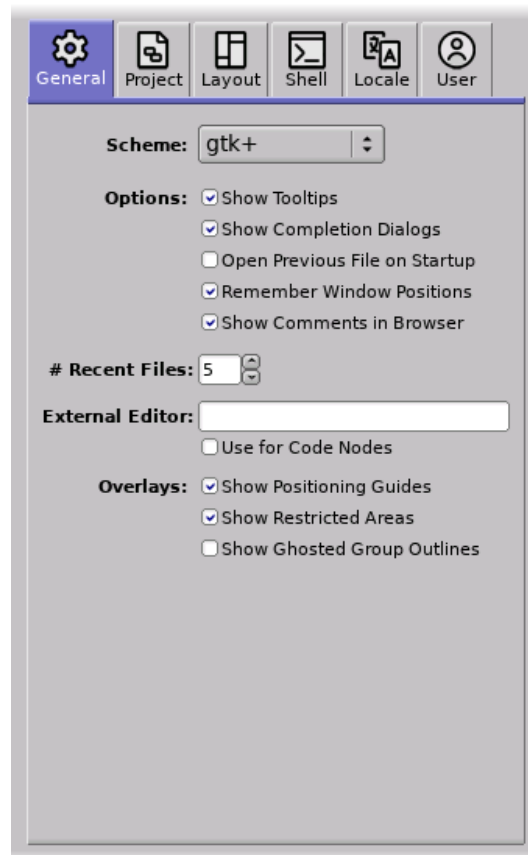 General Project Layout Shell Locale User
Scheme: gtk+
Options: Show Tooltips
Show Completion Dialogs
Open Previous File on Startup
Remember Window Positions
Show Comments in Browser
# Recent Files: 5
External Editor:
Use for Code Nodes
Overlays: Show Positioning Guides
Show Restricted Areas
Show Ghosted Group Outlines